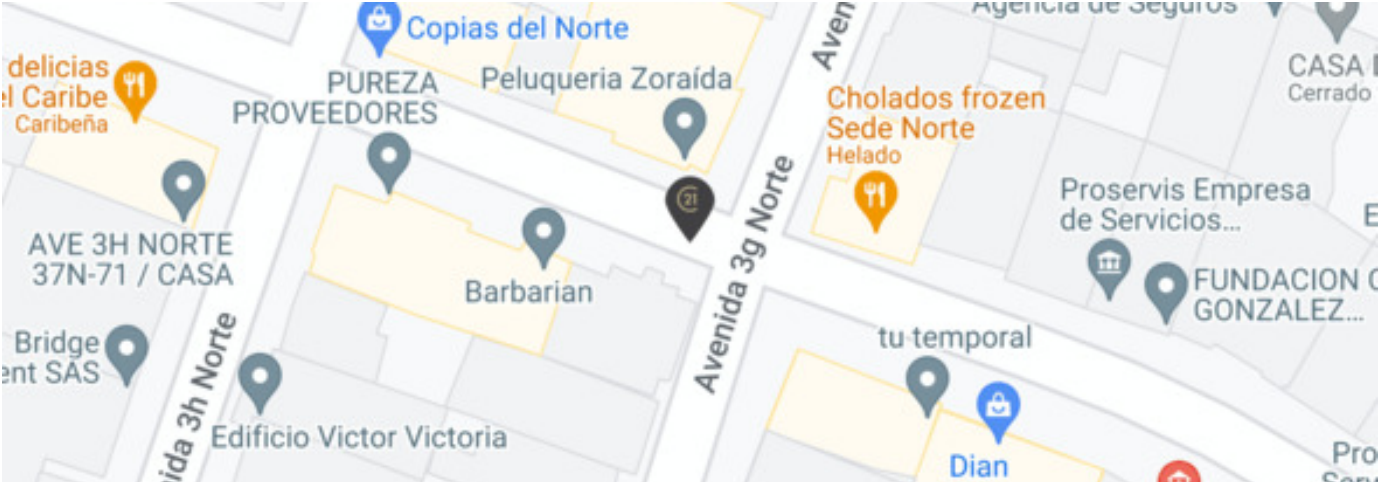 Copias del Norte
Agencia de Seguros
delicias
el Caribe
Caribeña
PUREZA
PROVEEDORES
Peluqueria Zoraída
Cholados frozen
Sede Norte
Helado
CASA
Cerrado
21
Avenida 3g Norte
Proservis Empresa
de Servicios...
AVE 3H NORTE
37N-71 / CASA
Barbarian
FUNDACION
GONZALEZ...
Bridge
SAS
3h Norte
tu temporal
Edificio Victor Victoria
Dian